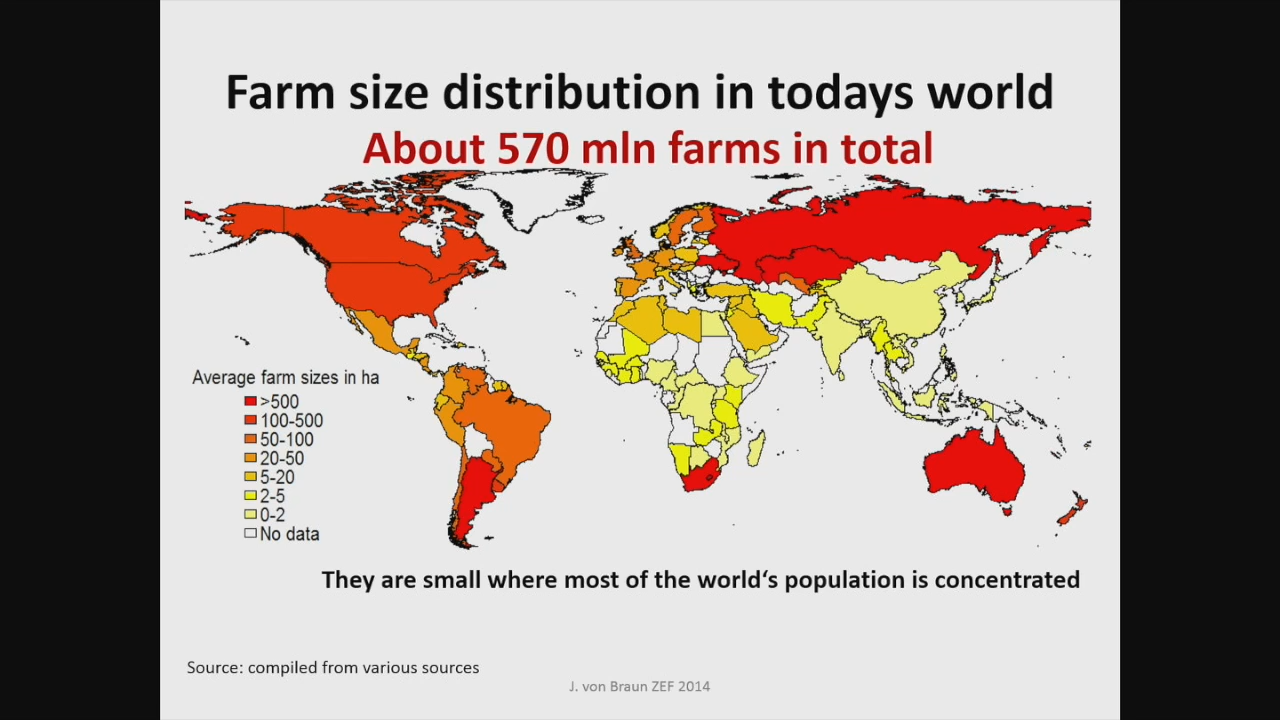 Farm size distribution in todays world
About 570 mln farms in total
Average farm sizes in ha
>500
100-500
50-100
20-50
5-20
2-5
0-2
No data
They are small where most of the world‘s population is concentrated
Source: compiled from various sources
J. von Braun ZEF 2014